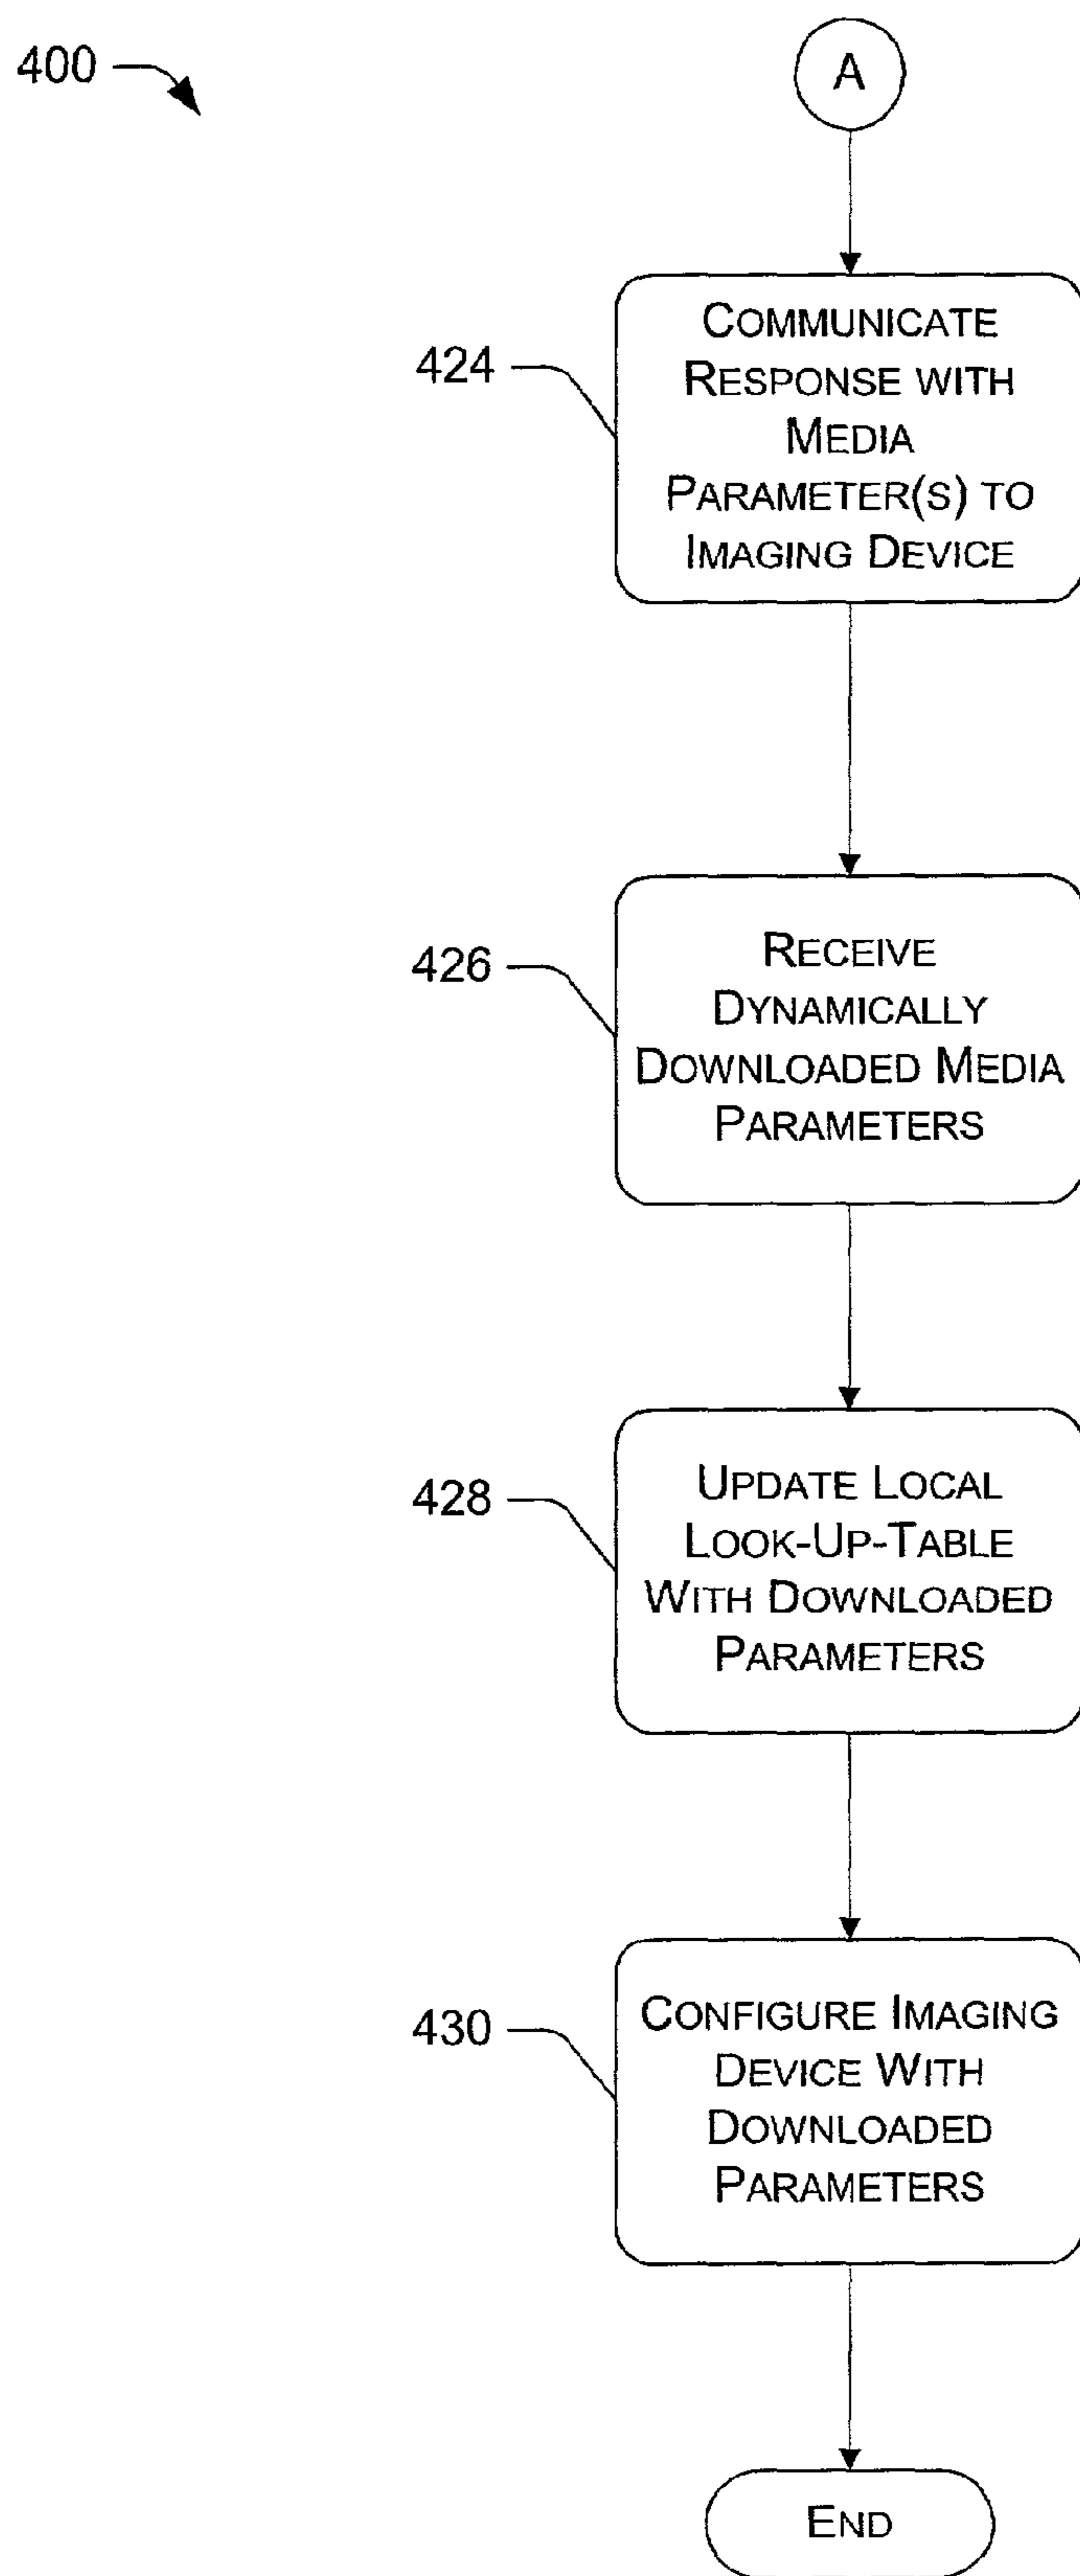 400
A
424
COMMUNICATE
RESPONSE WITH
MEDIA
PARAMETER(S) TO
IMAGING DEVICE
426
RECEIVE
DYNAMICALLY
DOWNLOADED MEDIA
PARAMETERS
428
UPDATE LOCAL
LOOK-UP-TABLE
WITH DOWNLOADED
PARAMETERS
430
CONFIGURE IMAGING
DEVICE WITH
DOWNLOADED
PARAMETERS
END